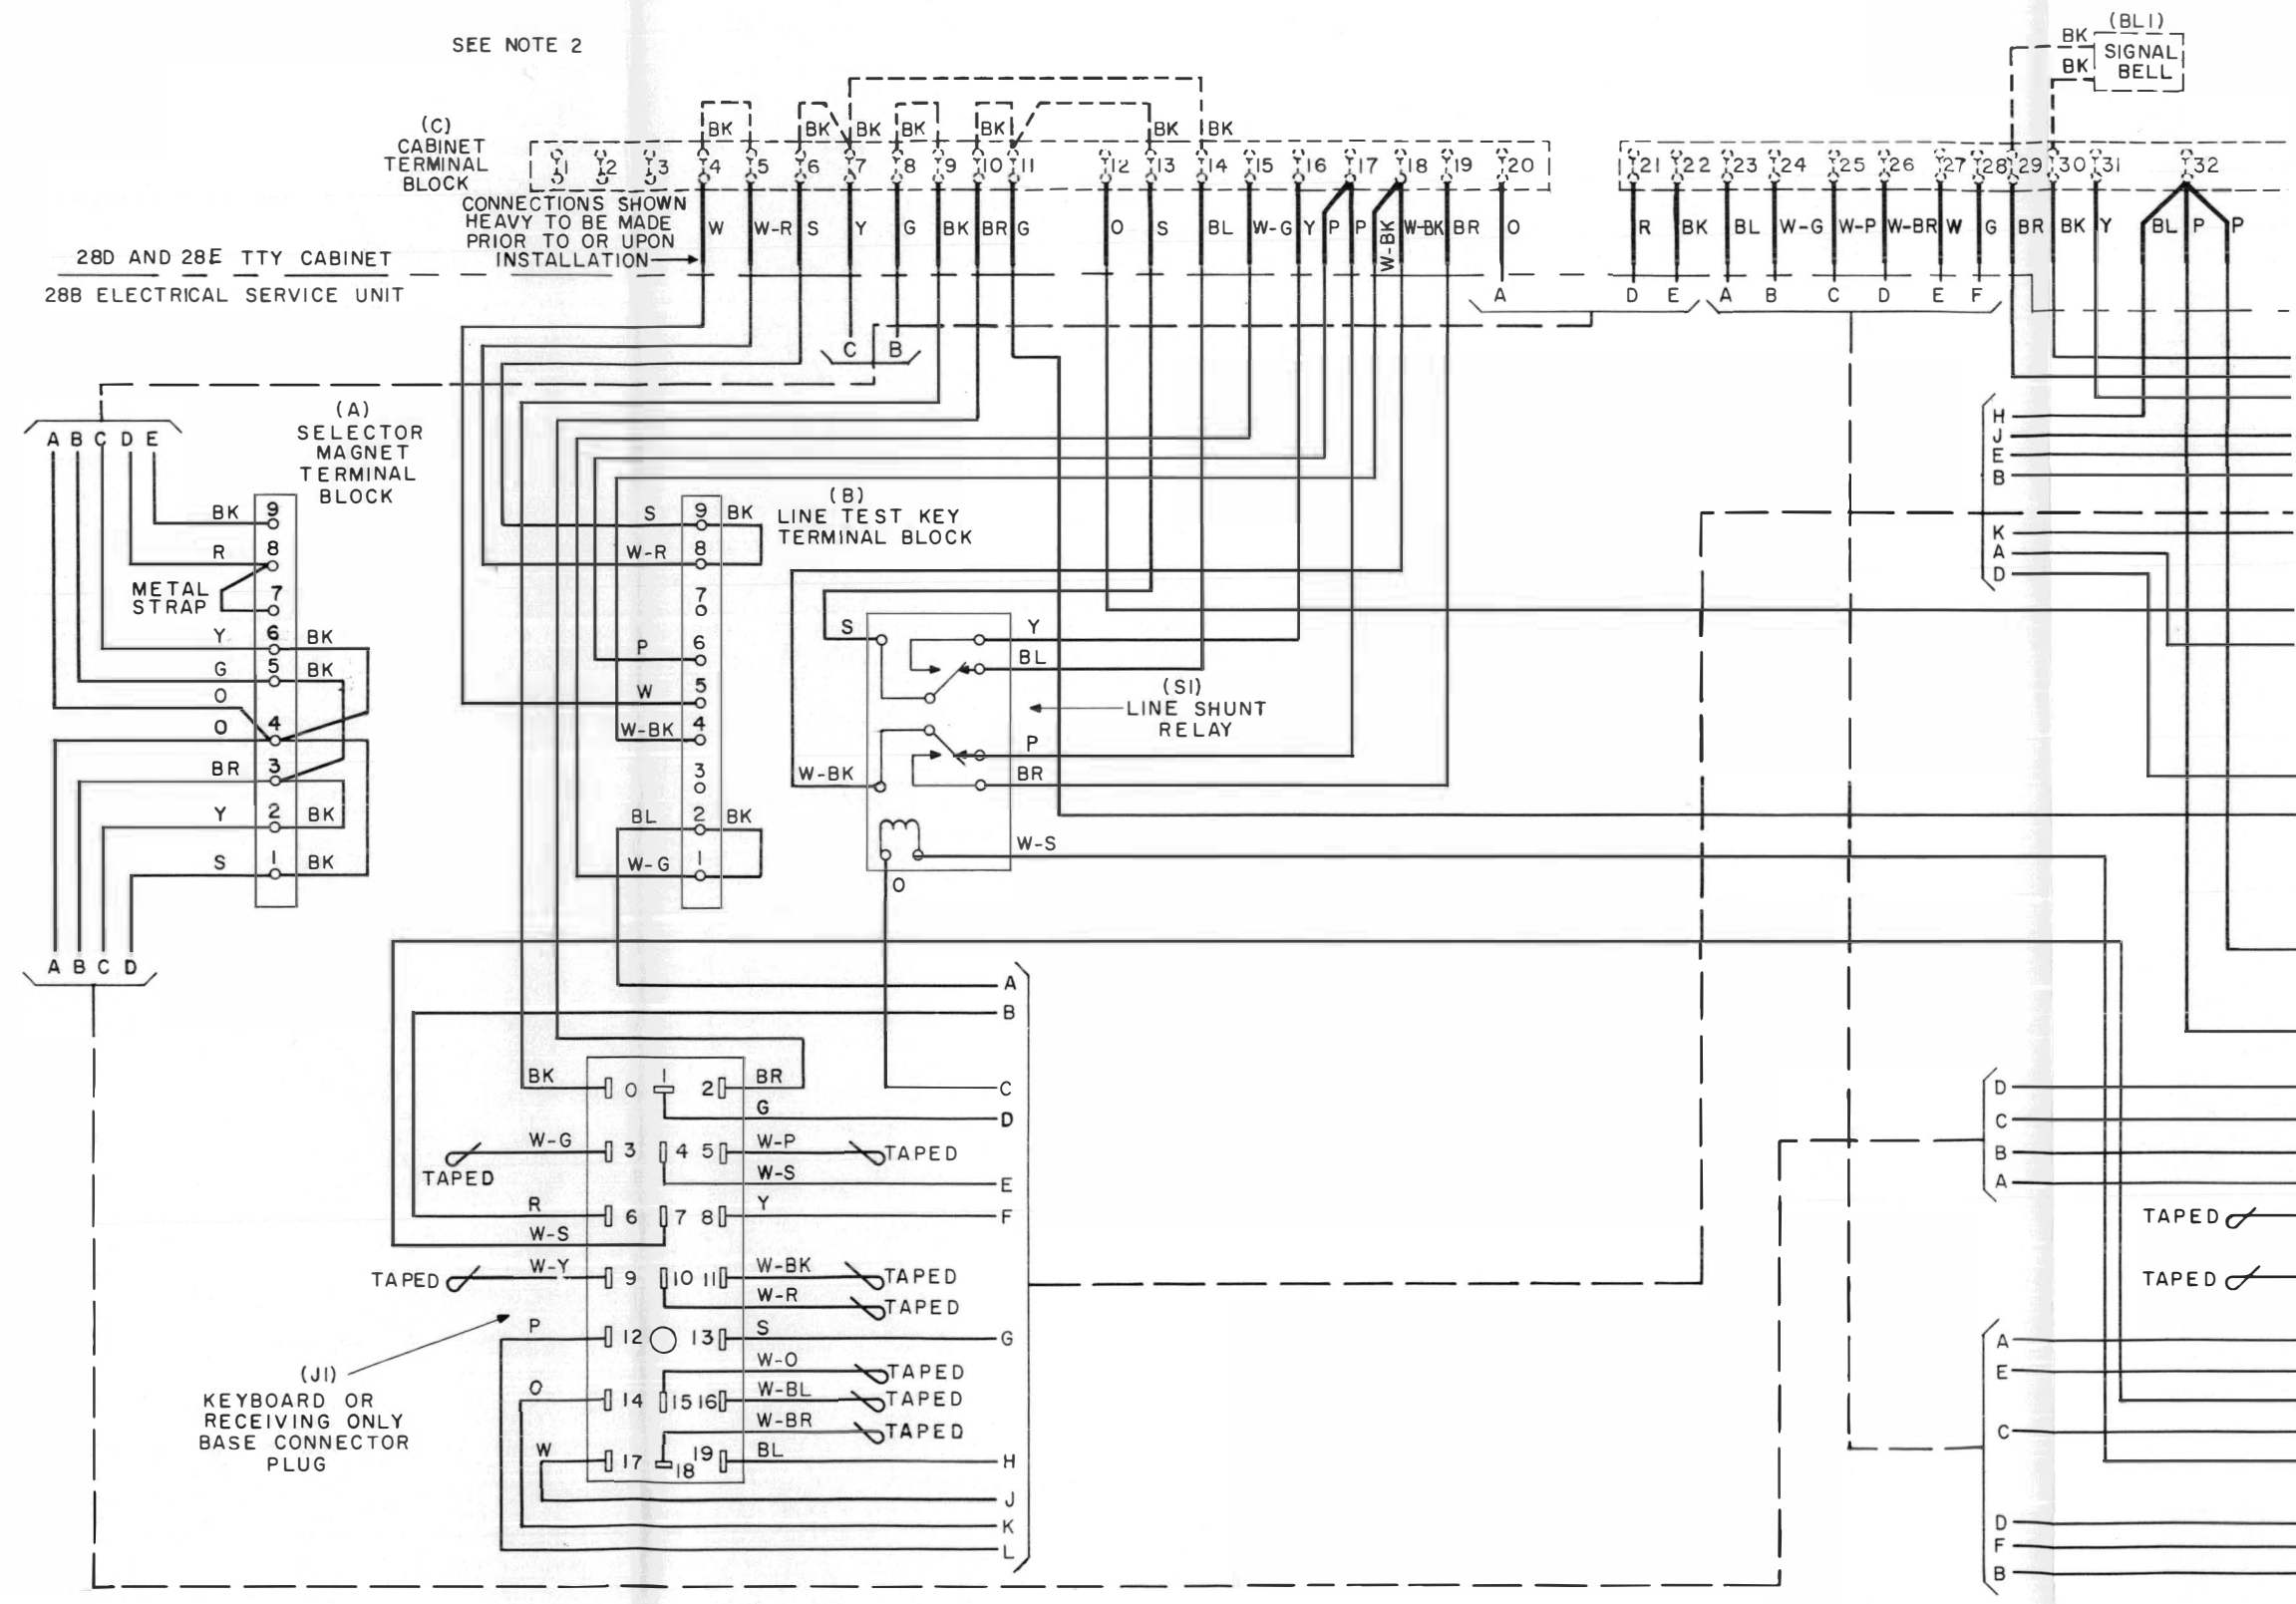 SEE NOTE 2
(BL1)
BK
SIGNAL
BELL
BK
(C)
CABINET
TERMINAL
BLOCK
BK
BK
BK
BK
BK
BK
BK
1 2 3 4 5 6 7 8 9 10 11 12 13 14 15 16 17 18 19 20
21 22 23 24 25 26 27 28 29 30 31 32
CONNECTIONS SHOWN
HEAVY TO BE MADE
PRIOR TO OR UPON
INSTALLATION
W W-R S Y G BK BR G O S BL W-G Y P P W-BK W-BK BR O
R BK BL W-G W-P W-BR W G BR BK Y BL P P
28D AND 28E TTY CABINET
28B ELECTRICAL SERVICE UNIT
A
D E A B C D E F
C B
A B C D E
(A)
SELECTOR
MAGNET
TERMINAL
BLOCK
BK 9
R 8
METAL
STRAP
7
Y 6 BK
G 5 BK
O
O 4
BR 3
Y 2 BK
S 1 BK
A B C D
(B)
LINE TEST KEY
TERMINAL BLOCK
S 9 BK
W-R 8
7
P 6
W 5
W-BK 4
3
BL 2 BK
W-G 1
S
Y
BL
(S1)
LINE SHUNT
RELAY
P
W-BK
BR
W-S
O
H
J
E
B
K
A
D
A
B
BK 0 1 2 BR
C
G
D
W-G 3 4 5 W-P TAPED
TAPED
W-S
E
R 6 7 8 Y
F
W-S
TAPED W-Y 9 10 11 W-BK TAPED
W-R TAPED
P 12 13 S
G
W-O TAPED
O 14 15 16 W-BL TAPED
W-BR TAPED
W 17 18 19 BL
H
J
K
L
(J1)
KEYBOARD OR
RECEIVING ONLY
BASE CONNECTOR
PLUG
D
C
B
A
TAPED
TAPED
A
E
C
D
F
B